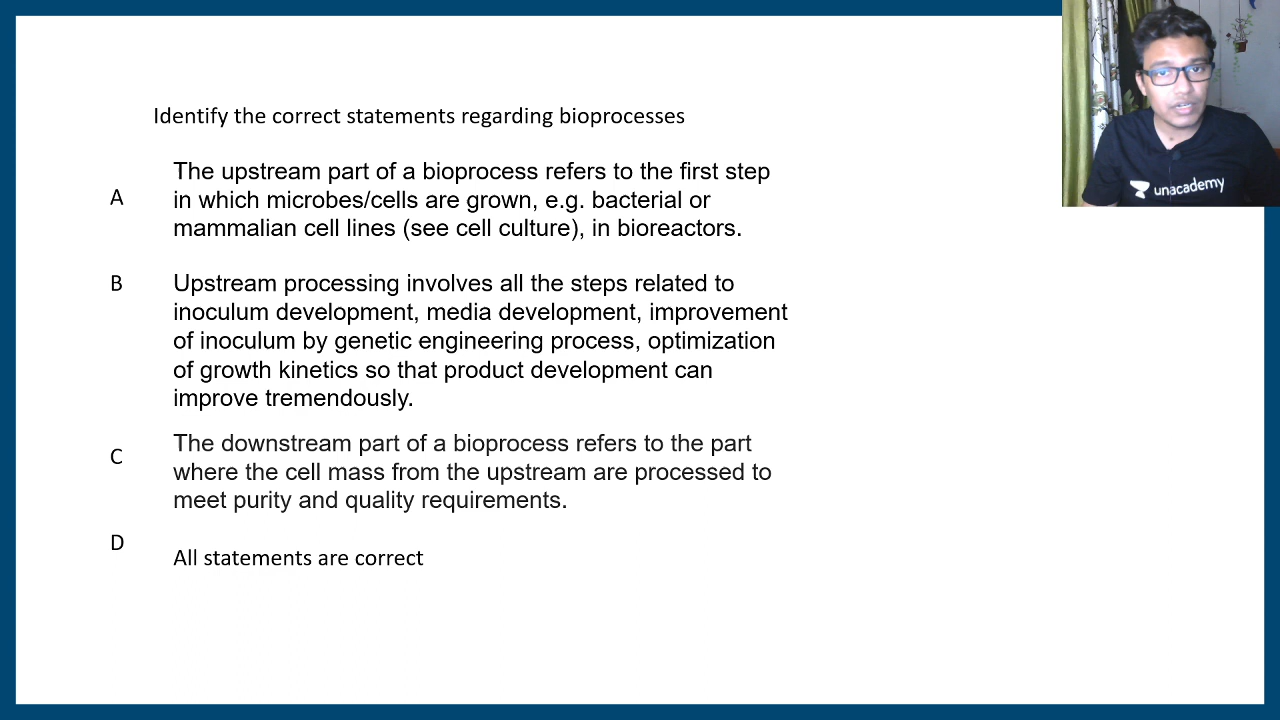 Identify the correct statements regarding bioprocesses
A
The upstream part of a bioprocess refers to the first step
in which microbes/cells are grown, e.g. bacterial or
mammalian cell lines (see cell culture), in bioreactors.
B
Upstream processing involves all the steps related to
inoculum development, media development, improvement
of inoculum by genetic engineering process, optimization
of growth kinetics so that product development can
improve tremendously.
C
The downstream part of a bioprocess refers to the part
where the cell mass from the upstream are processed to
meet purity and quality requirements.
D
All statements are correct
unacademy